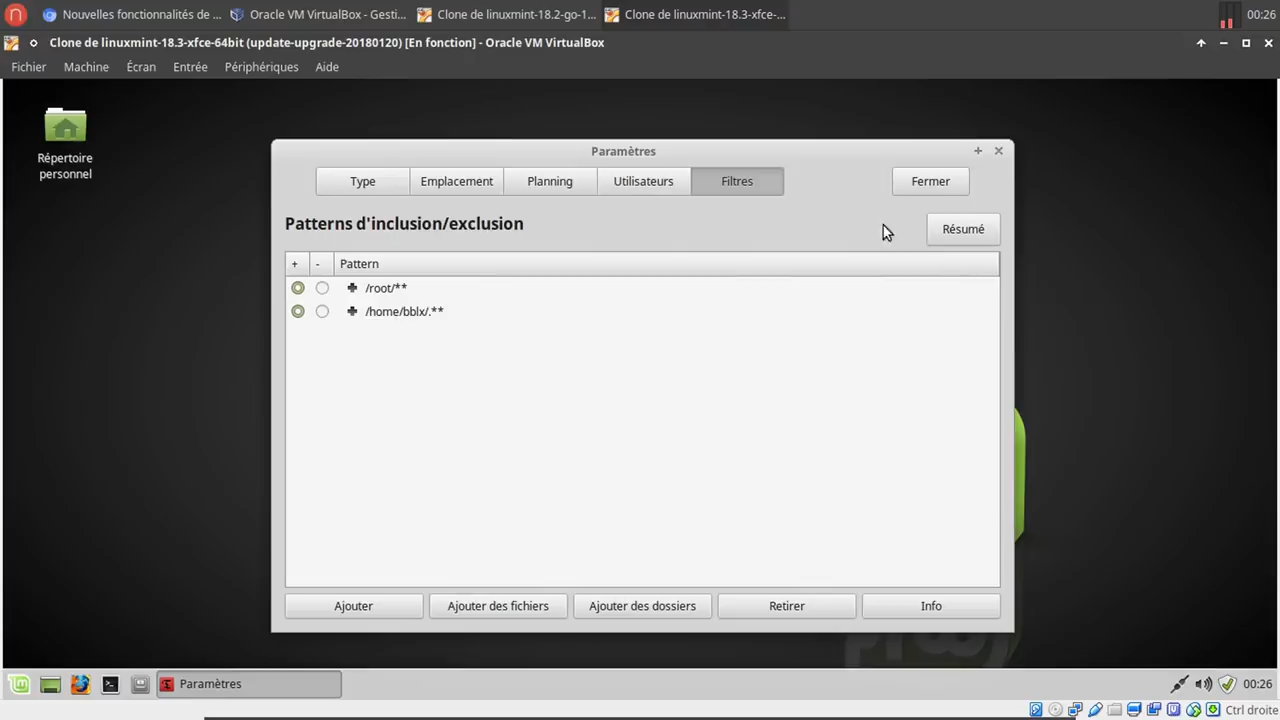 Nouvelles fonctionnalités de ...
Oracle VM VirtualBox - Gesti...
Clone de linuxmint-18.2-go-1...
Clone de linuxmint-18.3-xfce-...
00:26
Clone de linuxmint-18.3-xfce-64bit (update-upgrade-20180120) [En fonction] - Oracle VM VirtualBox
Fichier Machine Écran Entrée Périphériques Aide
Répertoire
personnel
Paramètres
Type Emplacement Planning Utilisateurs Filtres Fermer
Patterns d'inclusion/exclusion
Résumé
+ - Pattern
/root/**
/home/bblx/.**
Ajouter Ajouter des fichiers Ajouter des dossiers Retirer Info
Paramètres
00:26
Ctrl droite